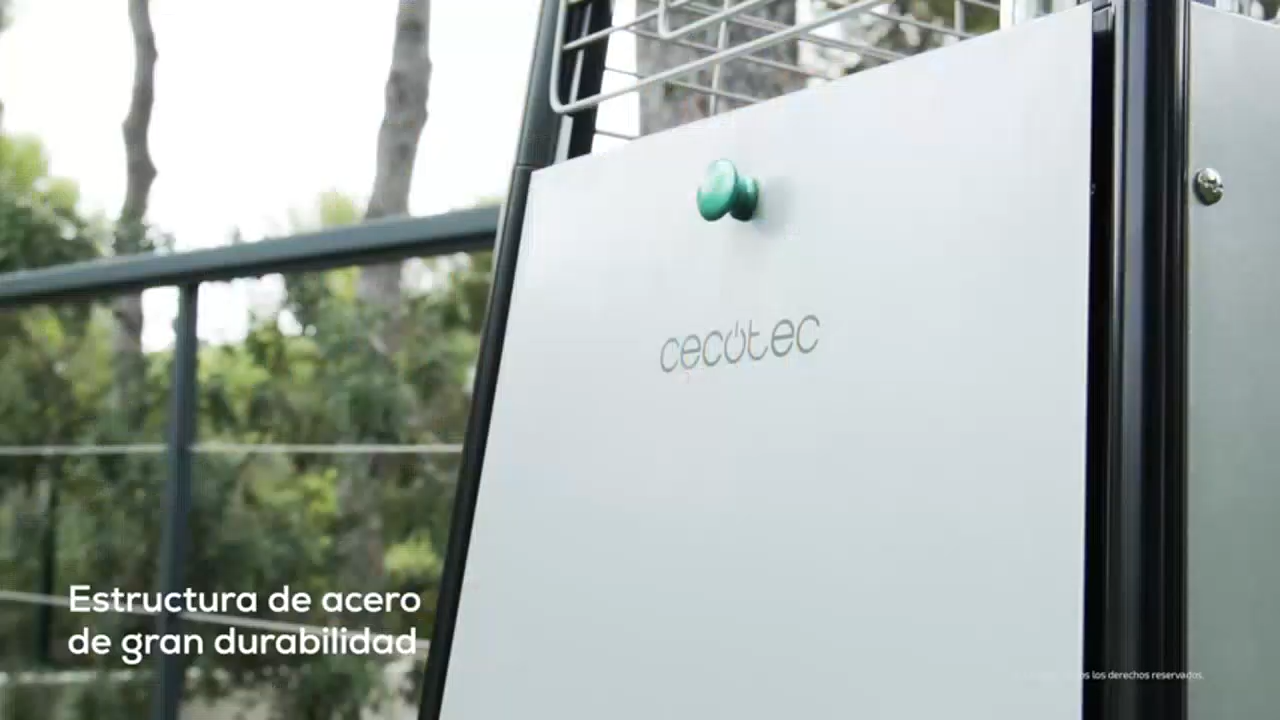 cecotec
Estructura de acero
de gran durabilidad
los derechos reservados.